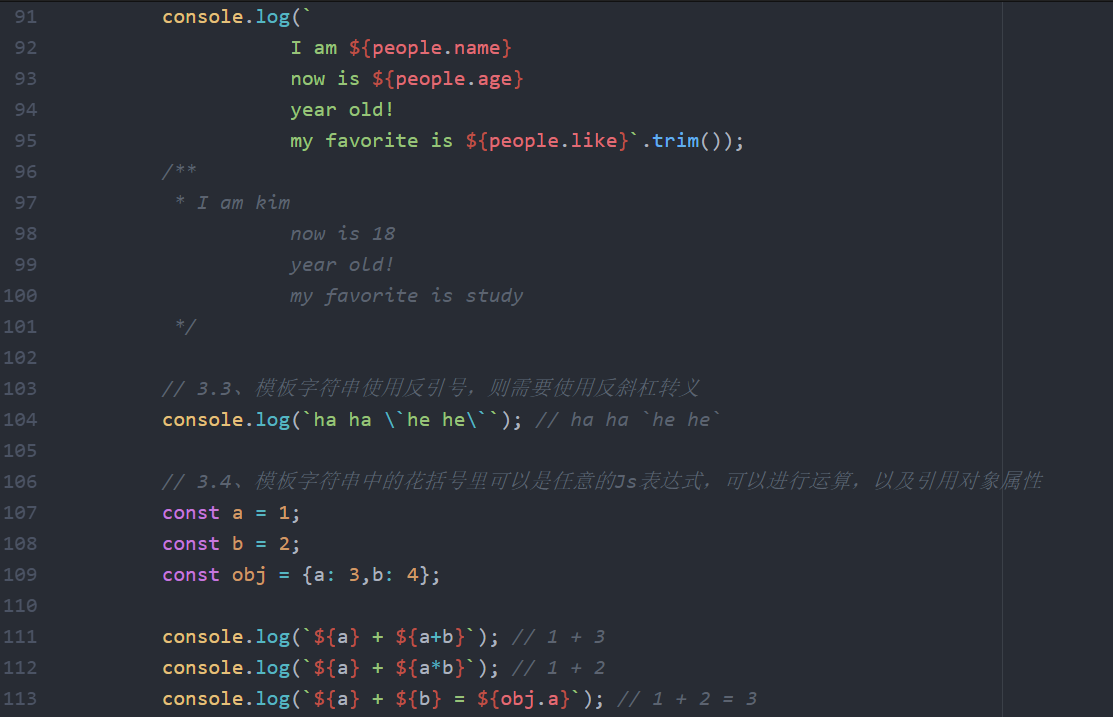 91 console.log(`
92 I am ${people.name}
93 now is ${people.age}
94 year old!
95 my favorite is ${people.like}`.trim());
96 /**
97 * I am kim
98 now is 18
99 year old!
100 my favorite is study
101 */
102
103 // 3.3、模板字符串使用反引号，则需要使用反斜杠转义
104 console.log(`ha ha \`he he\``); // ha ha `he he`
105
106 // 3.4、模板字符串中的花括号里可以是任意的Js表达式，可以进行运算，以及引用对象属性
107 const a = 1;
108 const b = 2;
109 const obj = {a: 3,b: 4};
110
111 console.log(`${a} + ${a+b}`); // 1 + 3
112 console.log(`${a} + ${a*b}`); // 1 + 2
113 console.log(`${a} + ${b} = ${obj.a}`); // 1 + 2 = 3